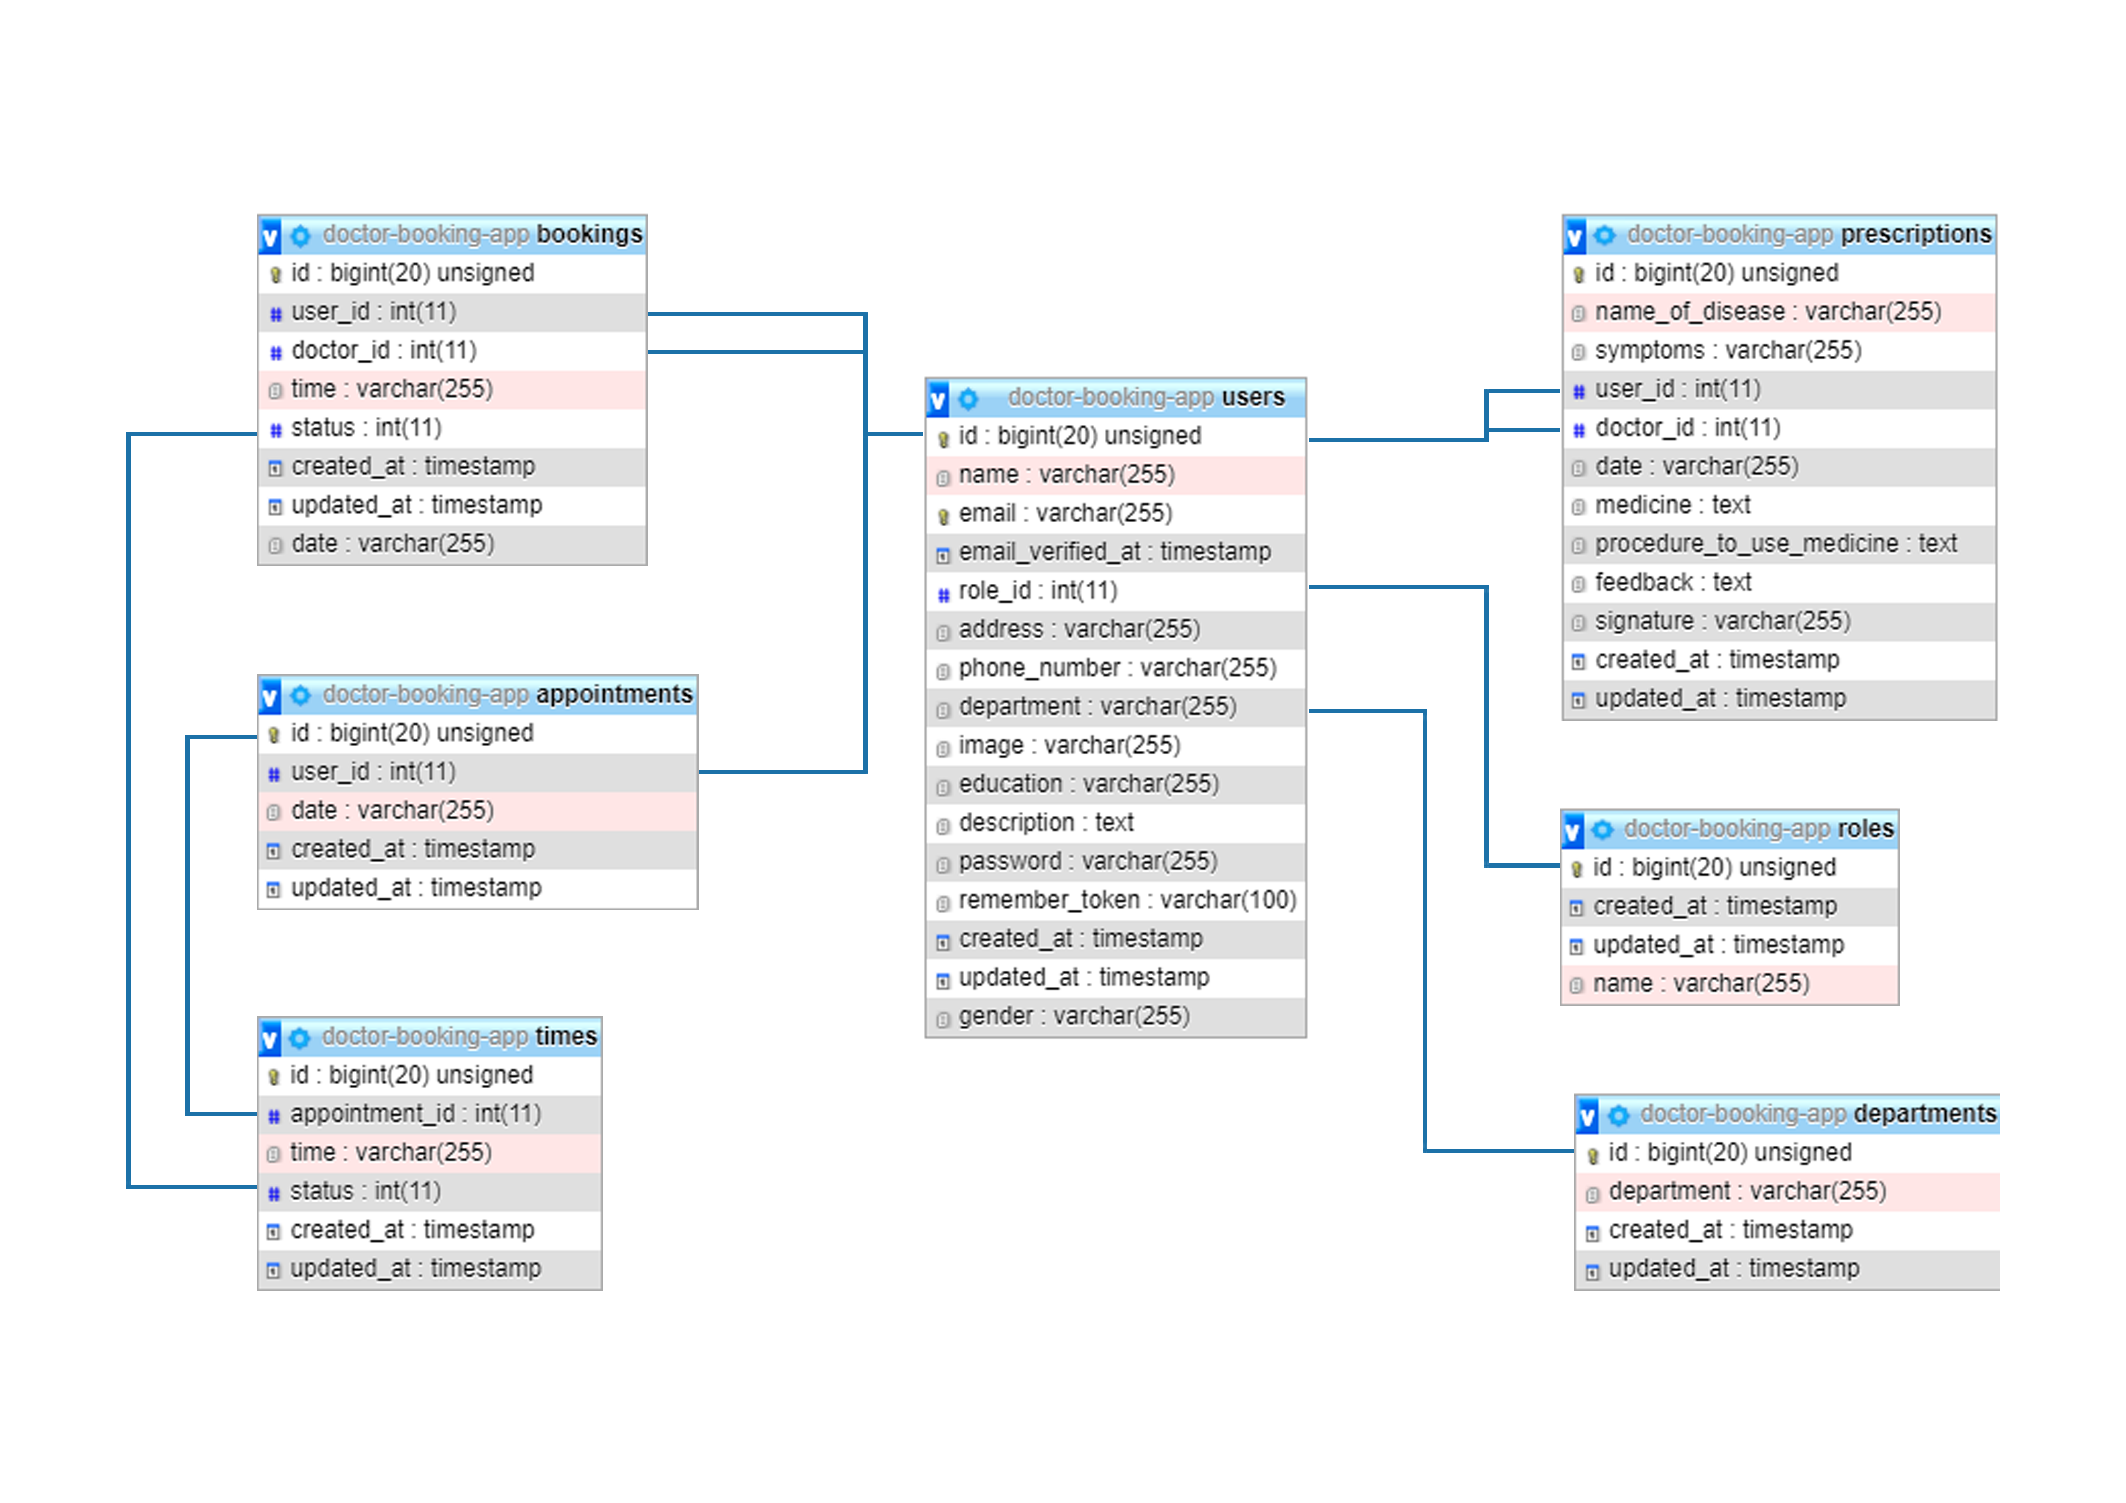 doctor-booking-app bookings
id : bigint(20) unsigned
user_id : int(11)
doctor_id : int(11)
time : varchar(255)
status : int(11)
created_at : timestamp
updated_at : timestamp
date : varchar(255)
doctor-booking-app appointments
id : bigint(20) unsigned
user_id : int(11)
date : varchar(255)
created_at : timestamp
updated_at : timestamp
doctor-booking-app times
id : bigint(20) unsigned
appointment_id : int(11)
time : varchar(255)
status : int(11)
created_at : timestamp
updated_at : timestamp
doctor-booking-app users
id : bigint(20) unsigned
name : varchar(255)
email : varchar(255)
email_verified_at : timestamp
role_id : int(11)
address : varchar(255)
phone_number : varchar(255)
department : varchar(255)
image : varchar(255)
education : varchar(255)
description : text
password : varchar(255)
remember_token : varchar(100)
created_at : timestamp
updated_at : timestamp
gender : varchar(255)
doctor-booking-app prescriptions
id : bigint(20) unsigned
name_of_disease : varchar(255)
symptoms : varchar(255)
user_id : int(11)
doctor_id : int(11)
date : varchar(255)
medicine : text
procedure_to_use_medicine : text
feedback : text
signature : varchar(255)
created_at : timestamp
updated_at : timestamp
doctor-booking-app roles
id : bigint(20) unsigned
created_at : timestamp
updated_at : timestamp
name : varchar(255)
doctor-booking-app departments
id : bigint(20) unsigned
department : varchar(255)
created_at : timestamp
updated_at : timestamp